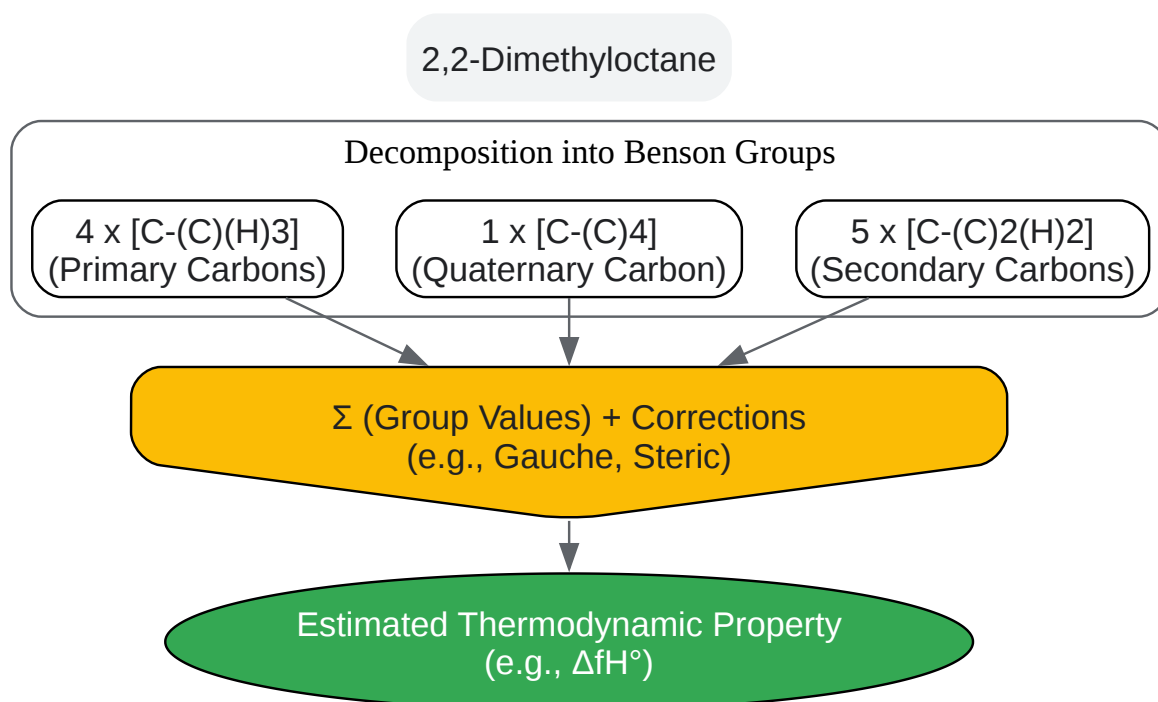 2,2-Dimethyloctane
Decomposition into Benson Groups
4 x [C-(C)(H)3]
(Primary Carbons)
1 x [C-(C)4]
(Quaternary Carbon)
5 x [C-(C)2(H)2]
(Secondary Carbons)
Σ (Group Values) + Corrections
(e.g., Gauche, Steric)
Estimated Thermodynamic Property
(e.g., ΔfH°)